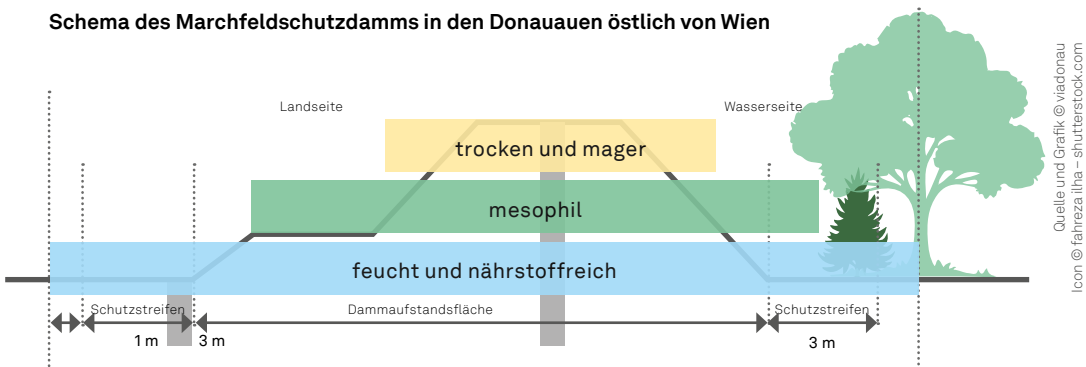 Schema des Marchfeldschutzdamms in den Donauauen östlich von Wien
Landseite
Wasserseite
trocken und mager
mesophil
feucht und nährstoffreich
Schutzstreifen
Dammaufstandsfläche
Schutzstreifen
1 m
3 m
3 m
Quelle und Grafik © viadonau
Icon © fahreza ilha – shutterstock.com